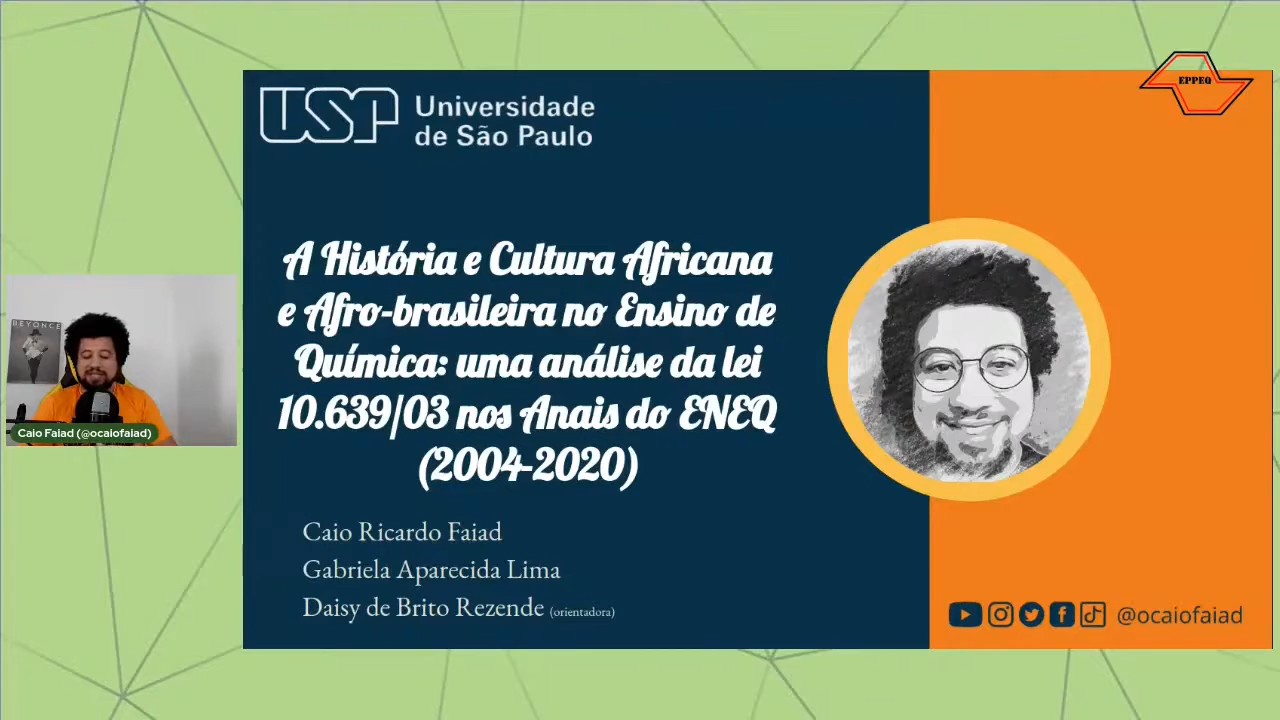 EPPEQ
USP Universidade
de São Paulo
A História e Cultura Africana
e Afro-brasileira no Ensino de
Química: uma análise da lei
10.639/03 nos Anais do ENEQ
(2004-2020)
BEYONCE
Caio Faiad (@ocaiofaiad)
Caio Ricardo Faiad
Gabriela Aparecida Lima
Daisy de Brito Rezende (orientadora)
@ocaiofaiad